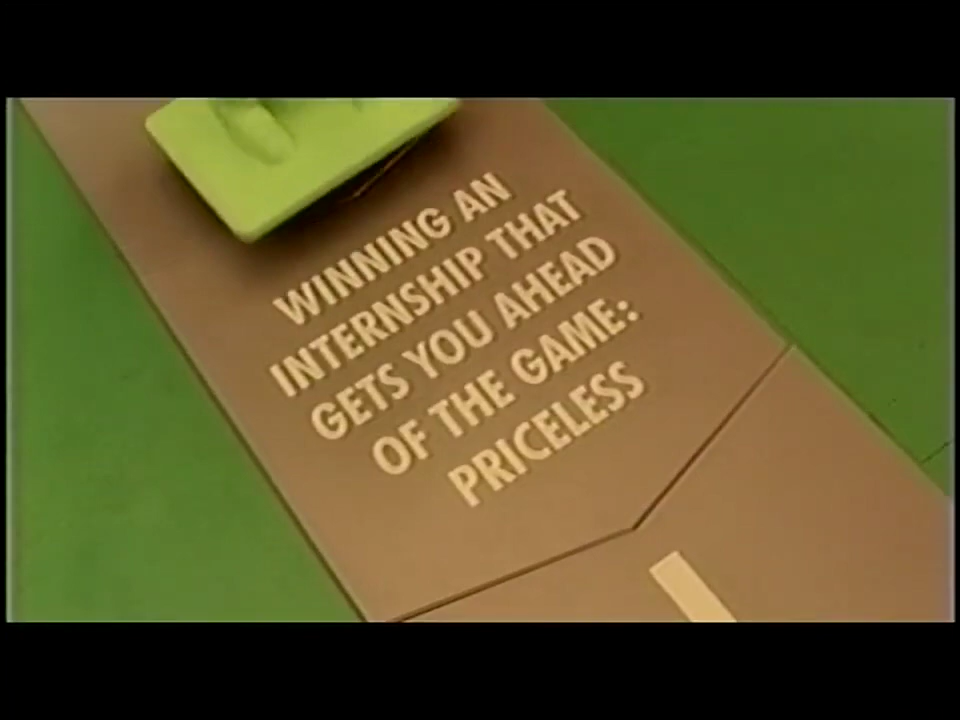 WINNING AN
INTERNSHIP THAT
GETS YOU AHEAD
OF THE GAME:
PRICELESS